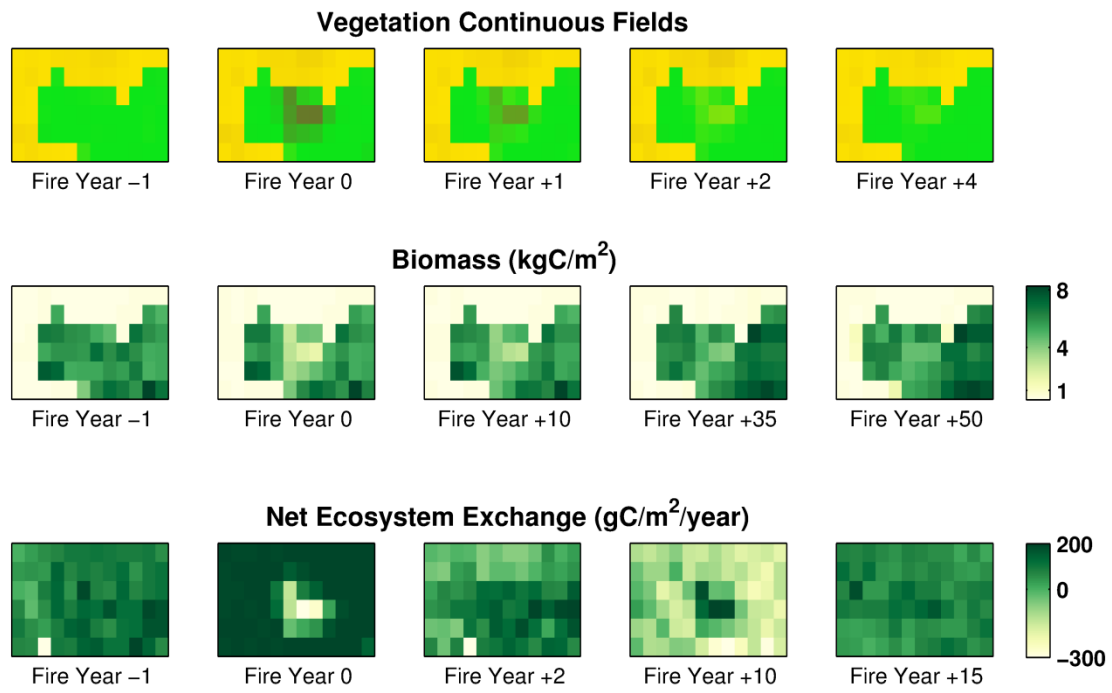 Vegetation Continuous Fields
Fire Year −1 Fire Year 0 Fire Year +1 Fire Year +2 Fire Year +4
Biomass (kgC/m²)
8
4
1
Fire Year −1 Fire Year 0 Fire Year +10 Fire Year +35 Fire Year +50
Net Ecosystem Exchange (gC/m²/year)
200
0
−300
Fire Year −1 Fire Year 0 Fire Year +2 Fire Year +10 Fire Year +15